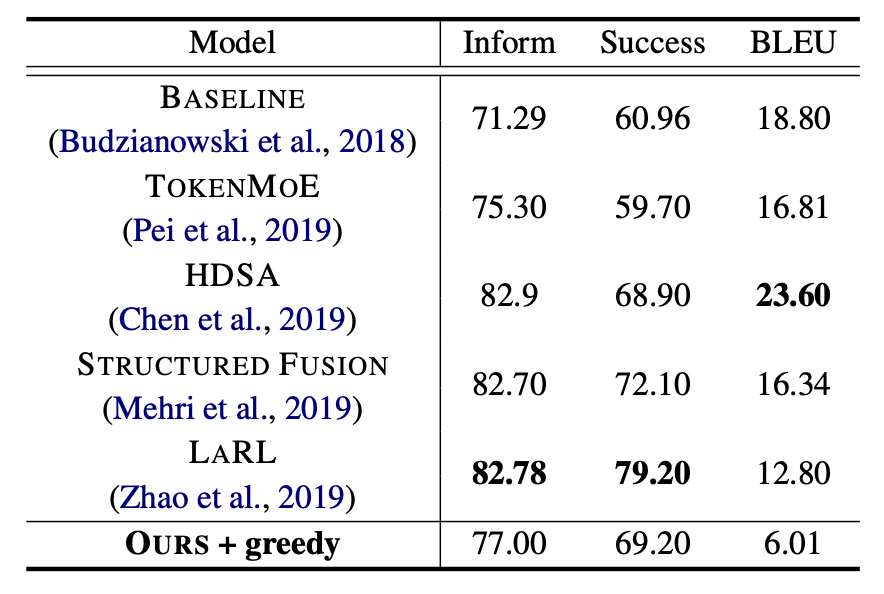 Model Inform Success BLEU
BASELINE
(Budzianowski et al., 2018) 71.29 60.96 18.80
TOKENMOE
(Pei et al., 2019) 75.30 59.70 16.81
HDSA
(Chen et al., 2019) 82.9 68.90 23.60
STRUCTURED FUSION
(Mehri et al., 2019) 82.70 72.10 16.34
LARL
(Zhao et al., 2019) 82.78 79.20 12.80
OURS + greedy 77.00 69.20 6.01